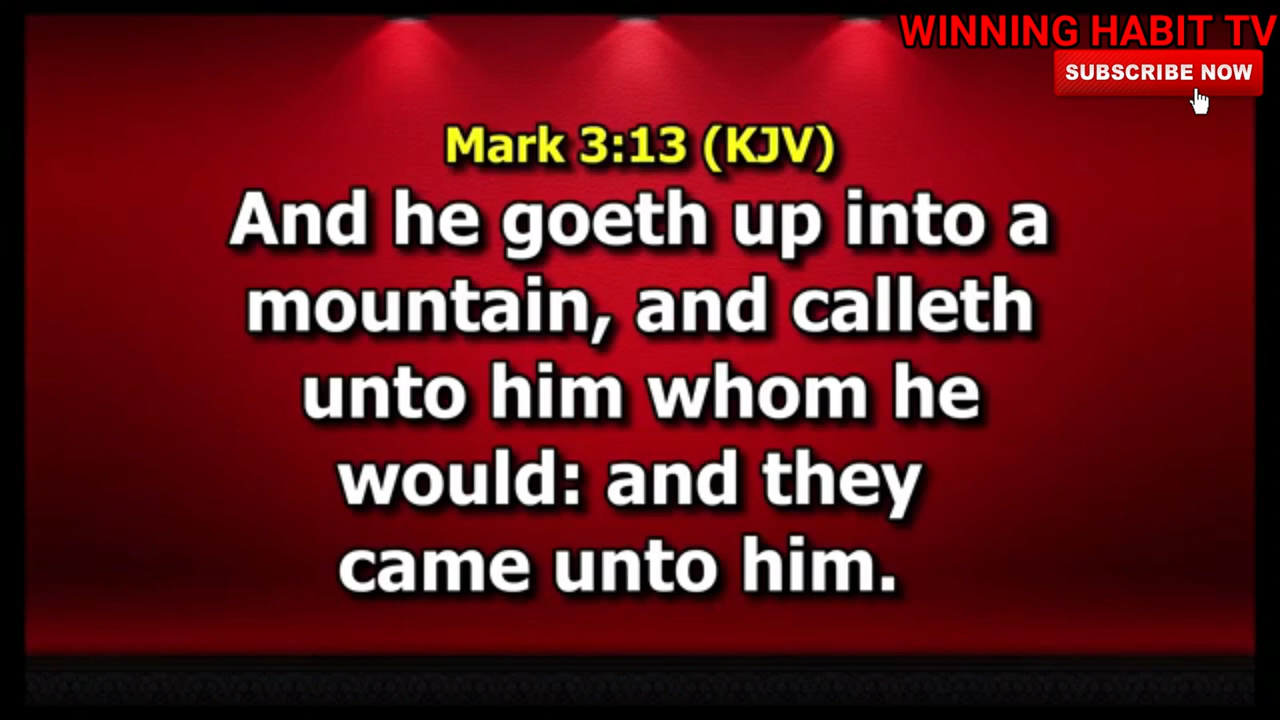 WINNING HABIT TV
SUBSCRIBE NOW
Mark 3:13 (KJV)
And he goeth up into a
mountain, and calleth
unto him whom he
would: and they
came unto him.